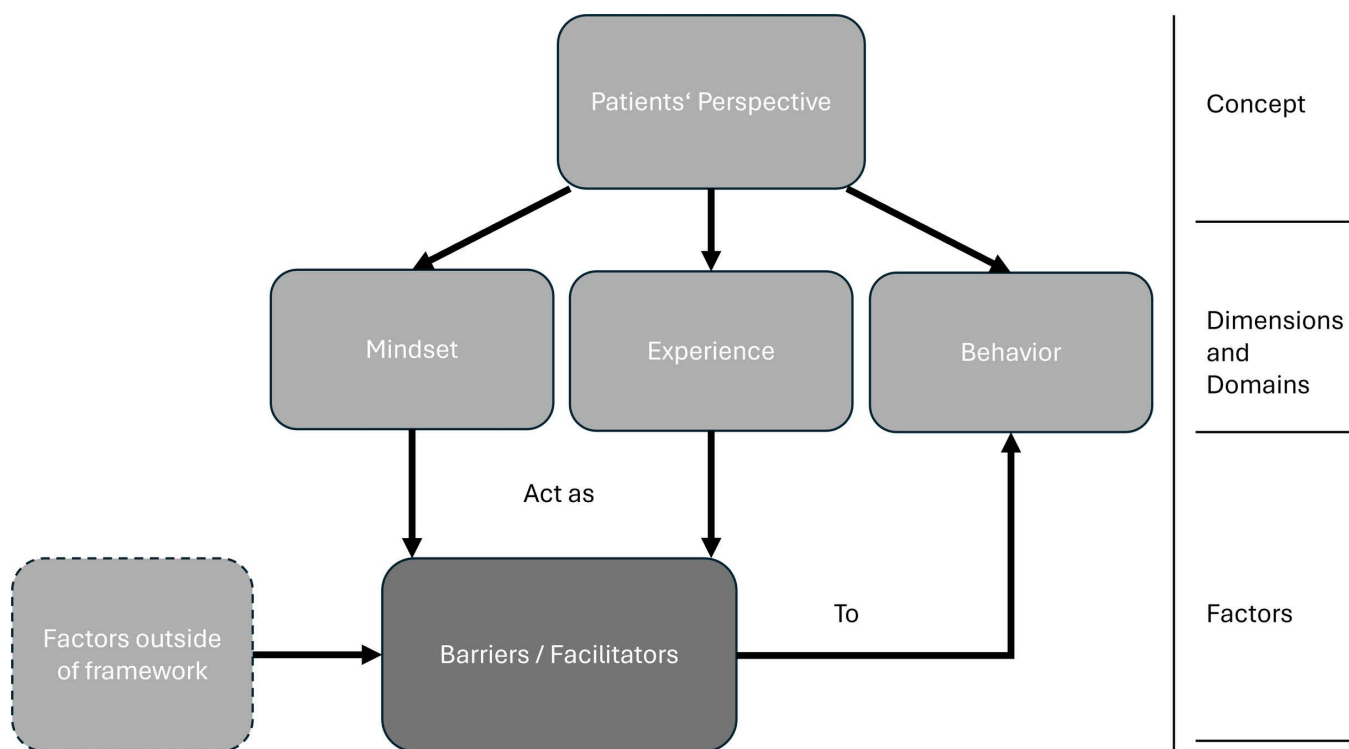 Patients‘ Perspective
Concept
Mindset
Experience
Behavior
Dimensions
and
Domains
Act as
Factors outside
of framework
Barriers / Facilitators
To
Factors